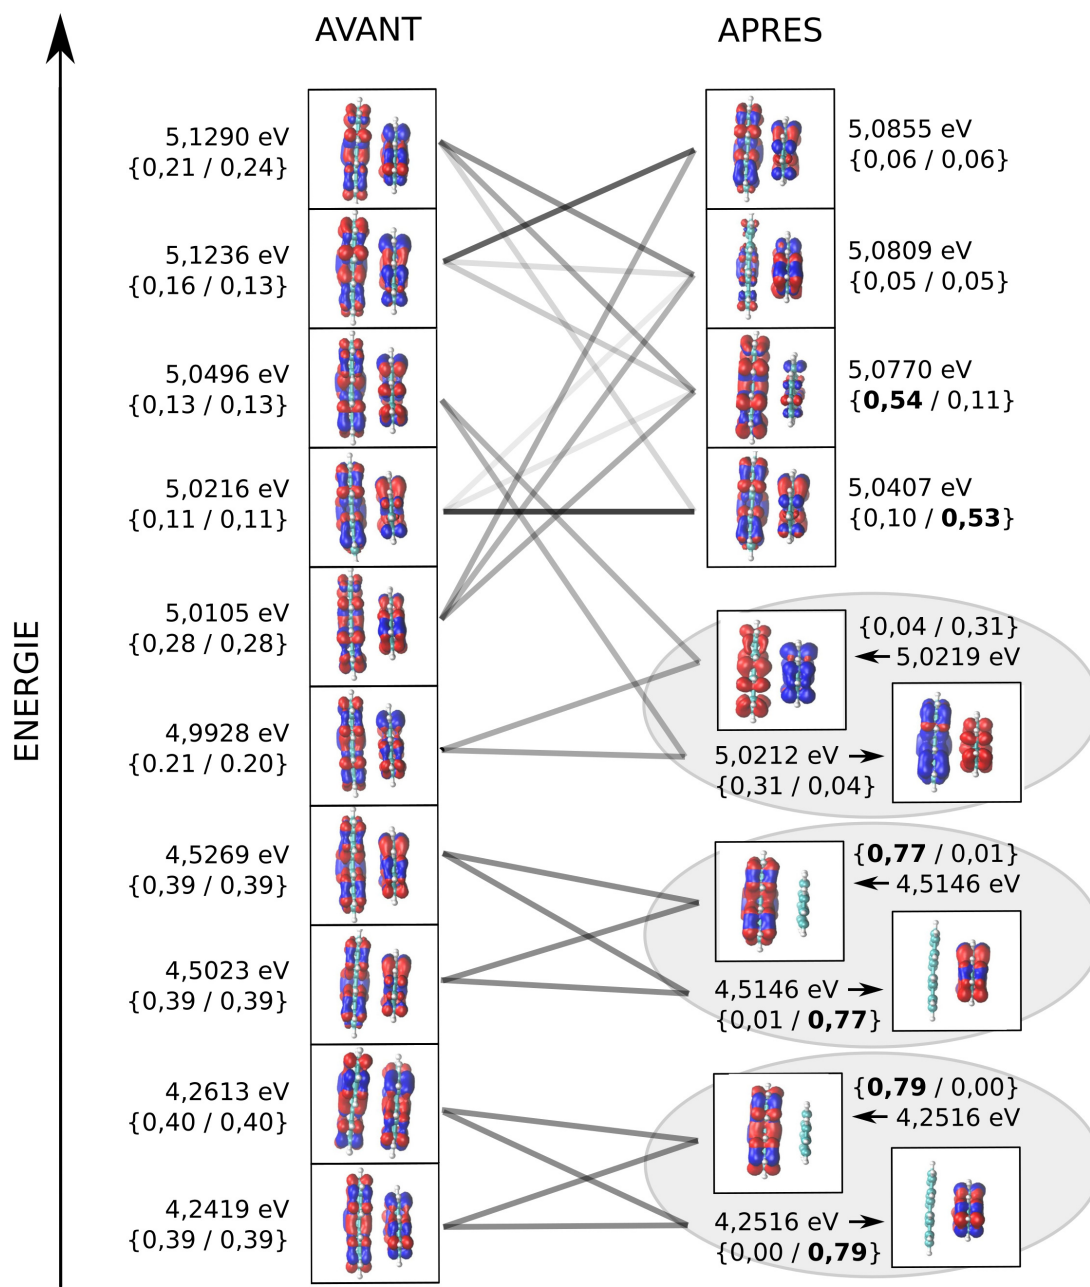 AVANT
APRES
ENERGIE
5,1290 eV
{0,21 / 0,24}
5,1236 eV
{0,16 / 0,13}
5,0496 eV
{0,13 / 0,13}
5,0216 eV
{0,11 / 0,11}
5,0105 eV
{0,28 / 0,28}
4,9928 eV
{0.21 / 0.20}
4,5269 eV
{0,39 / 0,39}
4,5023 eV
{0,39 / 0,39}
4,2613 eV
{0,40 / 0,40}
4,2419 eV
{0,39 / 0,39}
5,0855 eV
{0,06 / 0,06}
5,0809 eV
{0,05 / 0,05}
5,0770 eV
{0,54 / 0,11}
5,0407 eV
{0,10 / 0,53}
{0,04 / 0,31}
5,0219 eV
5,0212 eV
{0,31 / 0,04}
{0,77 / 0,01}
4,5146 eV
4,5146 eV
{0,01 / 0,77}
{0,79 / 0,00}
4,2516 eV
4,2516 eV
{0,00 / 0,79}